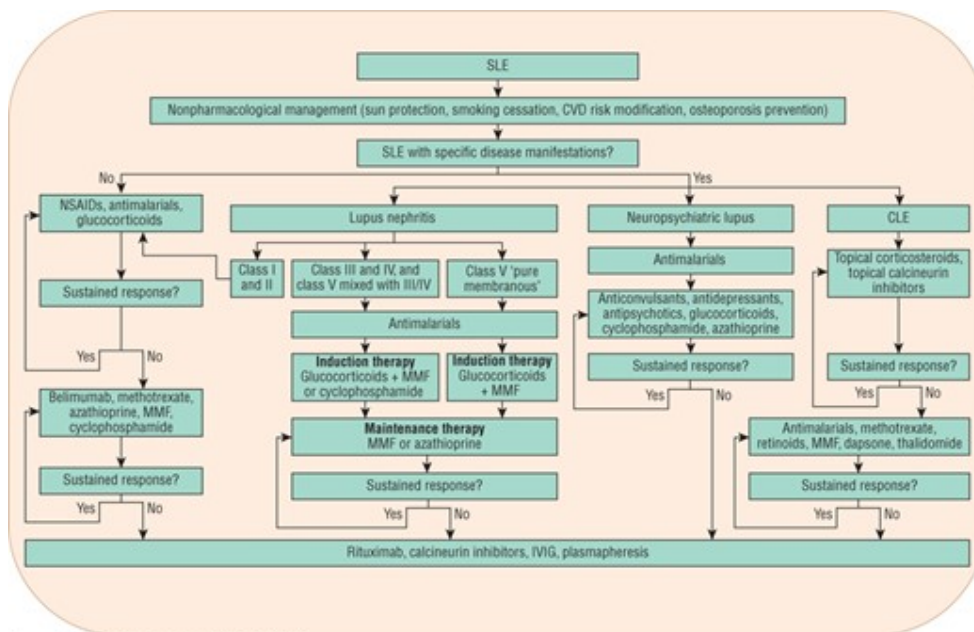 SLE
Nonpharmacological management (sun protection, smoking cessation, CVD risk modification, osteoporosis prevention)
SLE with specific disease manifestations?
No
Yes
NSAIDs, antimalarials,
glucocorticoids
Sustained response?
Yes
No
Belimumab, methotrexate,
azathioprine, MMF,
cyclophosphamide
Sustained response?
Yes
No
Lupus nephritis
Class I
and II
Class III and IV, and
class V mixed with III/IV
Class V 'pure
membranous'
Antimalarials
Induction therapy
Glucocorticoids + MMF
or cyclophosphamide
Induction therapy
Glucocorticoids
+ MMF
Maintenance therapy
MMF or azathioprine
Sustained response?
Yes
No
Neuropsychiatric lupus
Antimalarials
Anticonvulsants, antidepressants,
antipsychotics, glucocorticoids,
cyclophosphamide, azathioprine
Sustained response?
Yes
No
CLE
Topical corticosteroids,
topical calcineurin
inhibitors
Sustained response?
Yes
No
Antimalarials, methotrexate,
retinoids, MMF, dapsone, thalidomide
Sustained response?
Yes
No
Rituximab, calcineurin inhibitors, IVIG, plasmapheresis